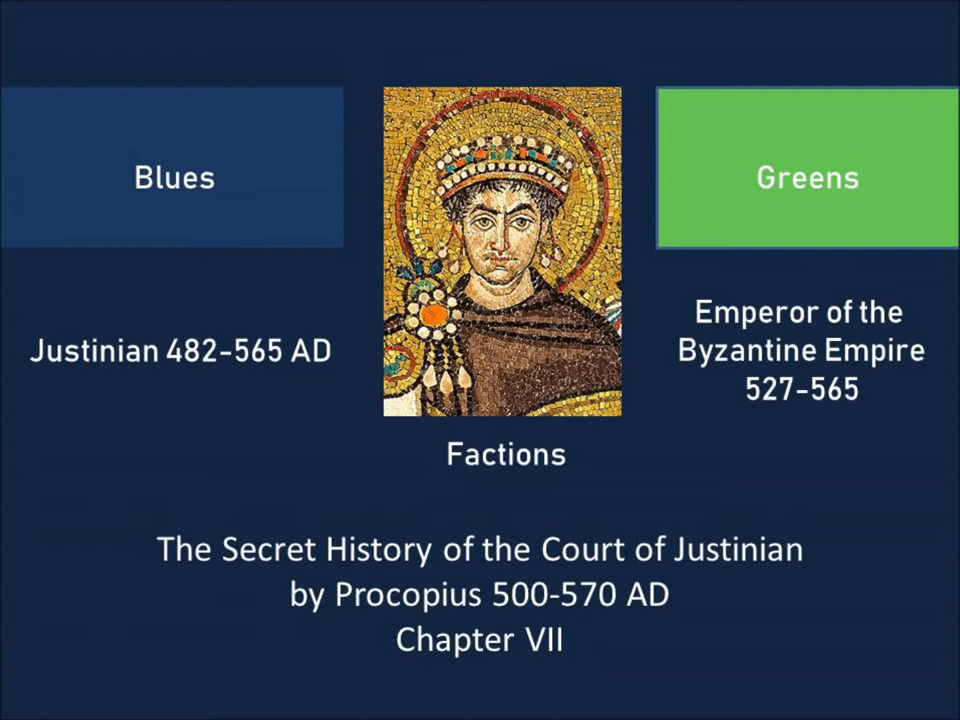 Blues
Greens
Justinian 482-565 AD
Emperor of the
Byzantine Empire
527-565
Factions
The Secret History of the Court of Justinian
by Procopius 500-570 AD
Chapter VII